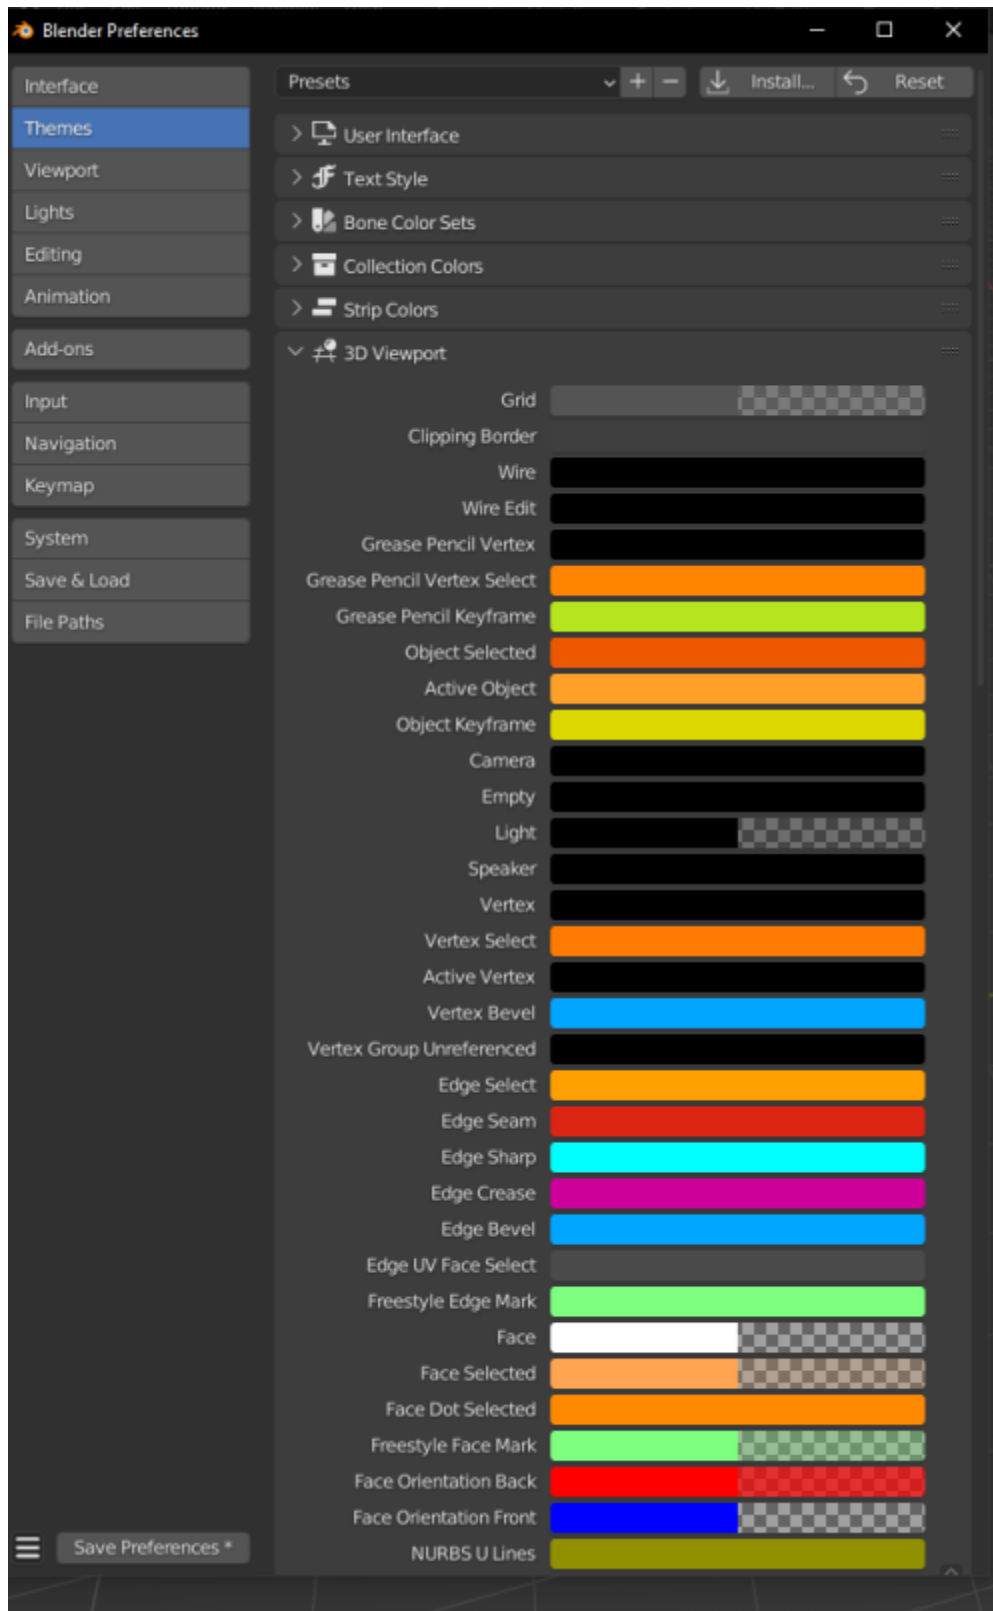 Blender Preferences
Interface
Themes
Viewport
Lights
Editing
Animation
Add-ons
Input
Navigation
Keymap
System
Save & Load
File Paths
Save Preferences *
Presets
Install...
Reset
User Interface
Text Style
Bone Color Sets
Collection Colors
Strip Colors
3D Viewport
Grid
Clipping Border
Wire
Wire Edit
Grease Pencil Vertex
Grease Pencil Vertex Select
Grease Pencil Keyframe
Object Selected
Active Object
Object Keyframe
Camera
Empty
Light
Speaker
Vertex
Vertex Select
Active Vertex
Vertex Bevel
Vertex Group Unreferenced
Edge Select
Edge Seam
Edge Sharp
Edge Crease
Edge Bevel
Edge UV Face Select
Freestyle Edge Mark
Face
Face Selected
Face Dot Selected
Freestyle Face Mark
Face Orientation Back
Face Orientation Front
NURBS U Lines